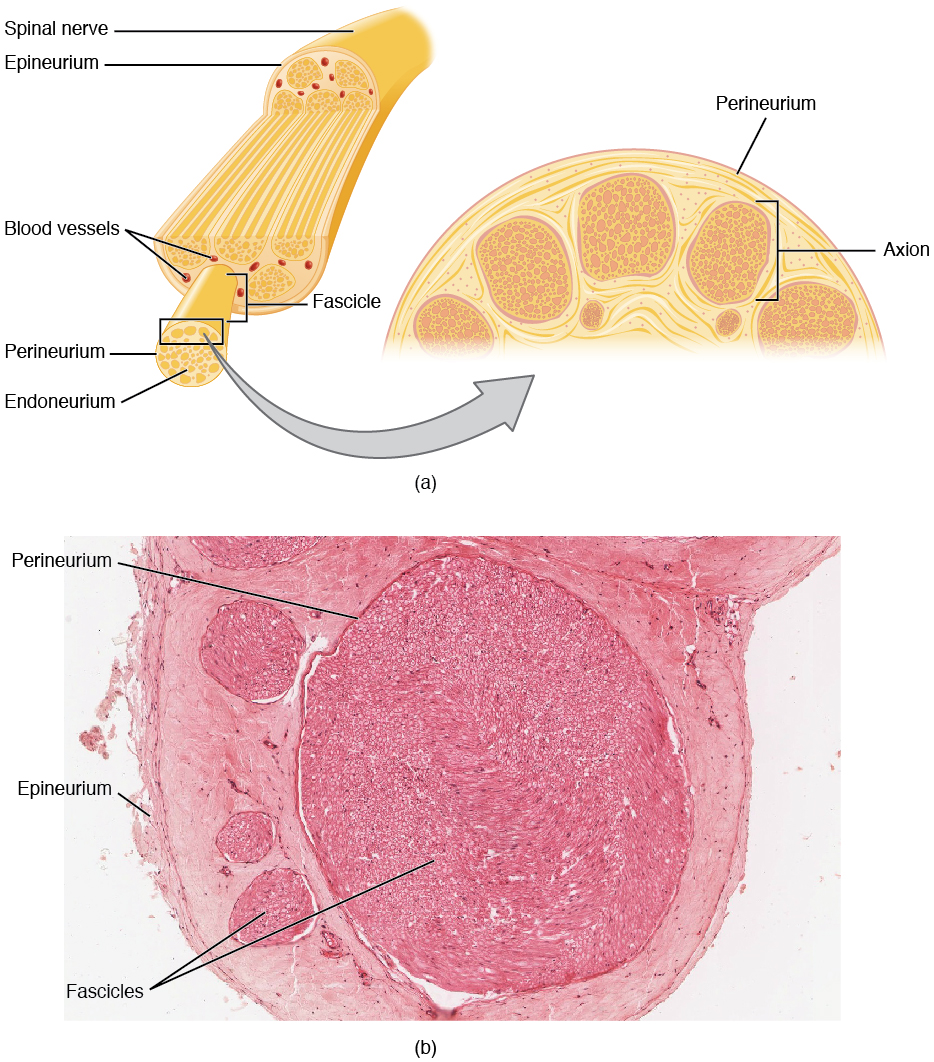 Spinal nerve
Epineurium
Perineurium
Blood vessels
Axion
Fascicle
Perineurium
Endoneurium
(a)
Perineurium
Epineurium
Fascicles
(b)